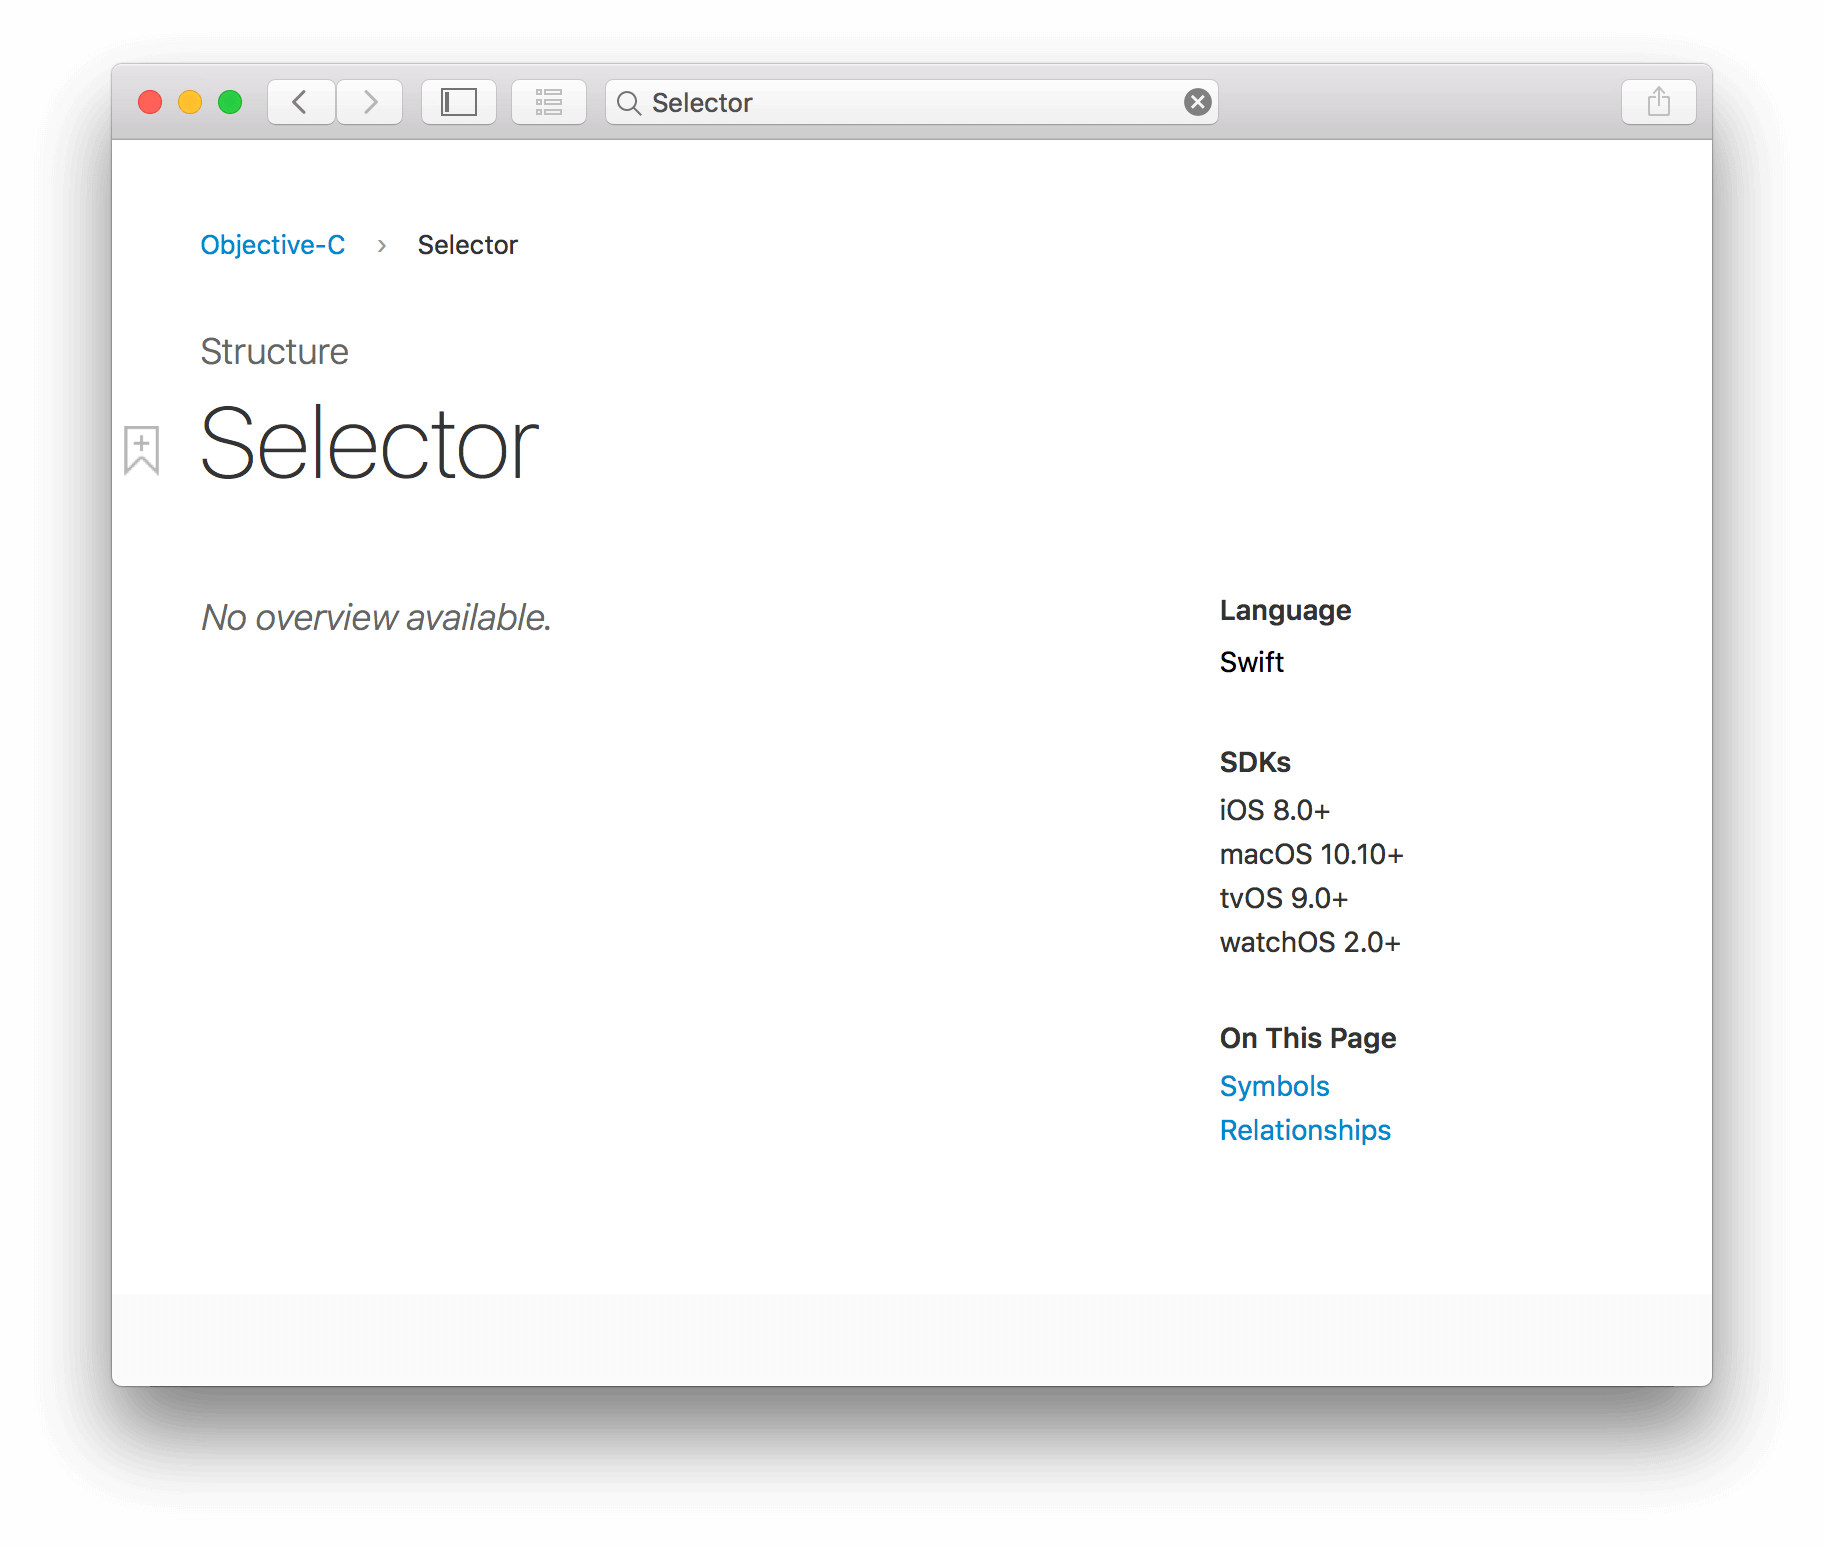 Selector
Objective-C › Selector
Structure
Selector
No overview available.
Language
Swift
SDKs
iOS 8.0+
macOS 10.10+
tvOS 9.0+
watchOS 2.0+
On This Page
Symbols
Relationships